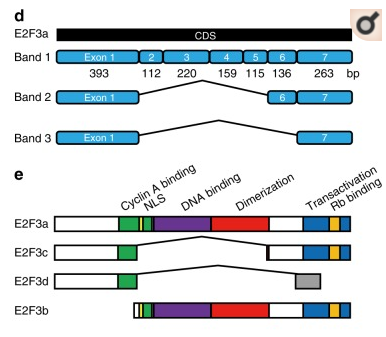 d
E2F3a CDS
Band 1 Exon 1 2 3 4 5 6 7
393 112 220 159 115 136 263 bp
Band 2 Exon 1 6 7
Band 3 Exon 1 7
e
Cyclin A binding NLS DNA binding Dimerization Transactivation Rb binding
E2F3a
E2F3c
E2F3d
E2F3b